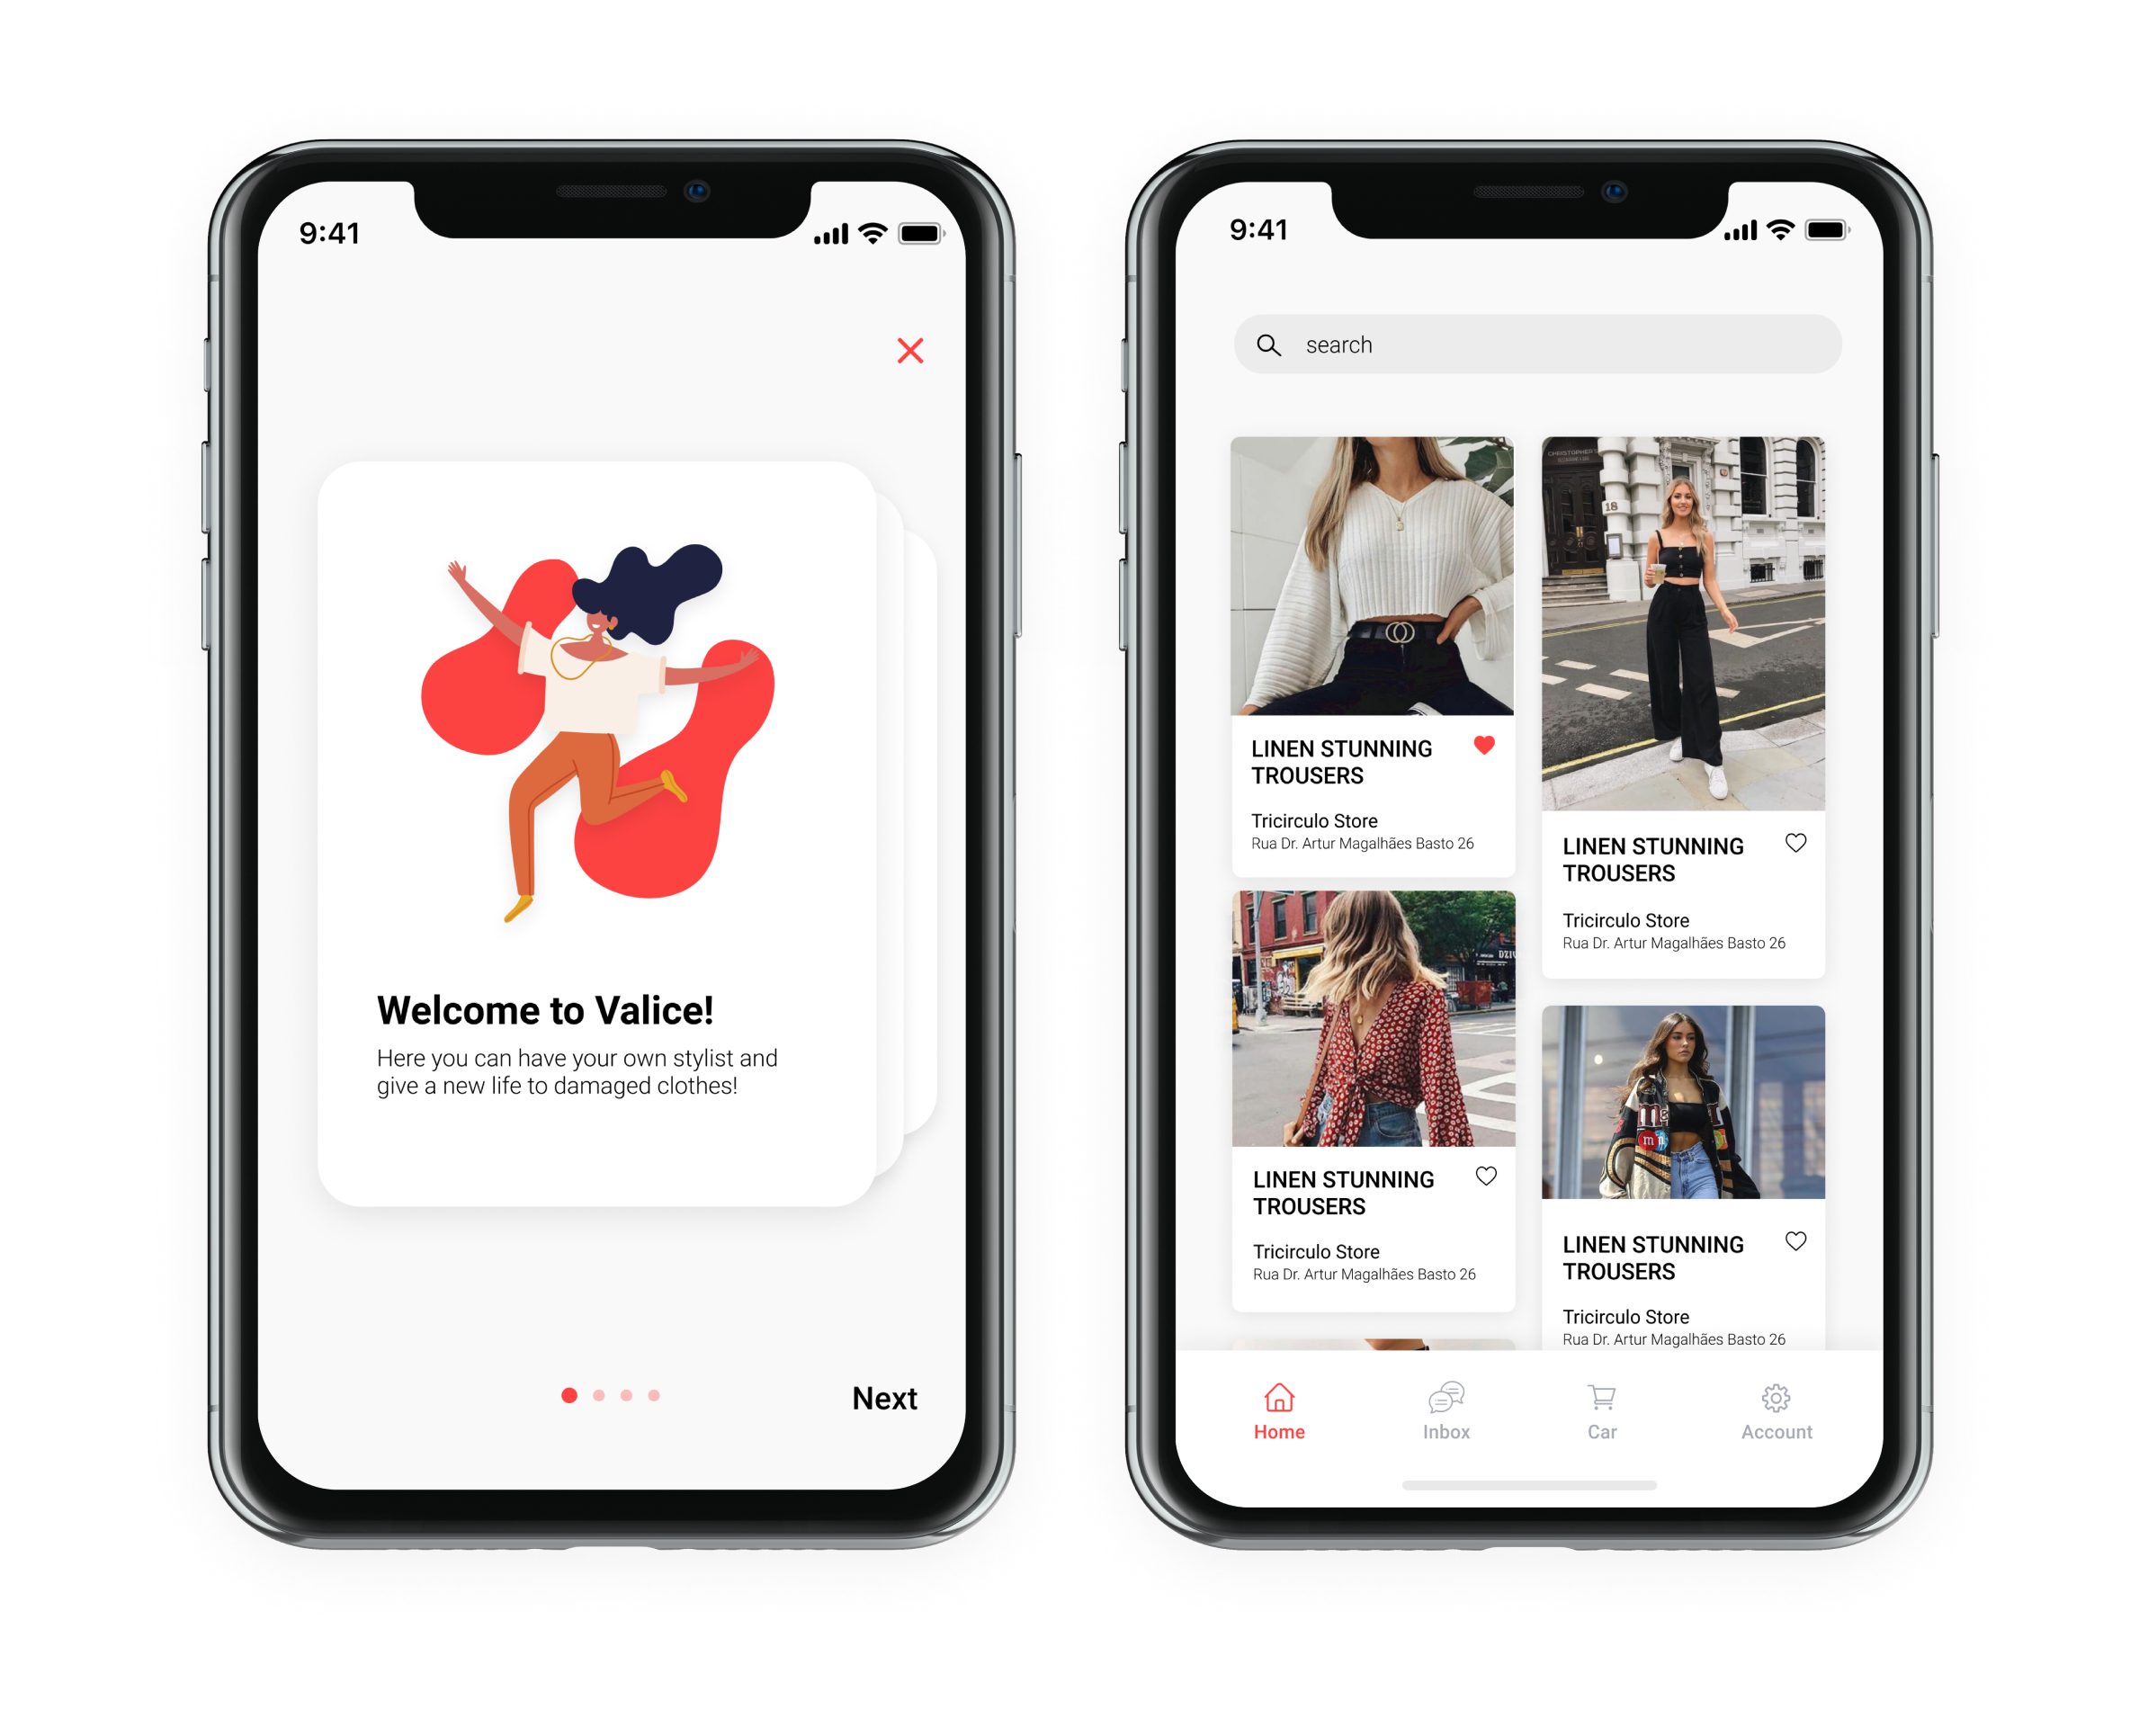 9:41
Welcome to Valice!
Here you can have your own stylist and
give a new life to damaged clothes!
Next
9:41
search
LINEN STUNNING
TROUSERS
Tricirculo Store
Rua Dr. Artur Magalhães Basto 26
CHRISTOPHER
18
LINEN STUNNING
TROUSERS
Tricirculo Store
Rua Dr. Artur Magalhães Basto 26
LINEN STUNNING
TROUSERS
Tricirculo Store
Rua Dr. Artur Magalhães Basto 26
m
LINEN STUNNING
TROUSERS
Tricirculo Store
Rua Dr. Artur Magalhães Basto 26
Home
Inbox
Car
Account